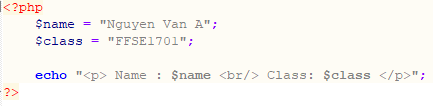 <?php
$name = "Nguyen Van A";
$class = "FFSE1701";
echo "<p> Name : $name <br/> Class: $class </p>";
?>